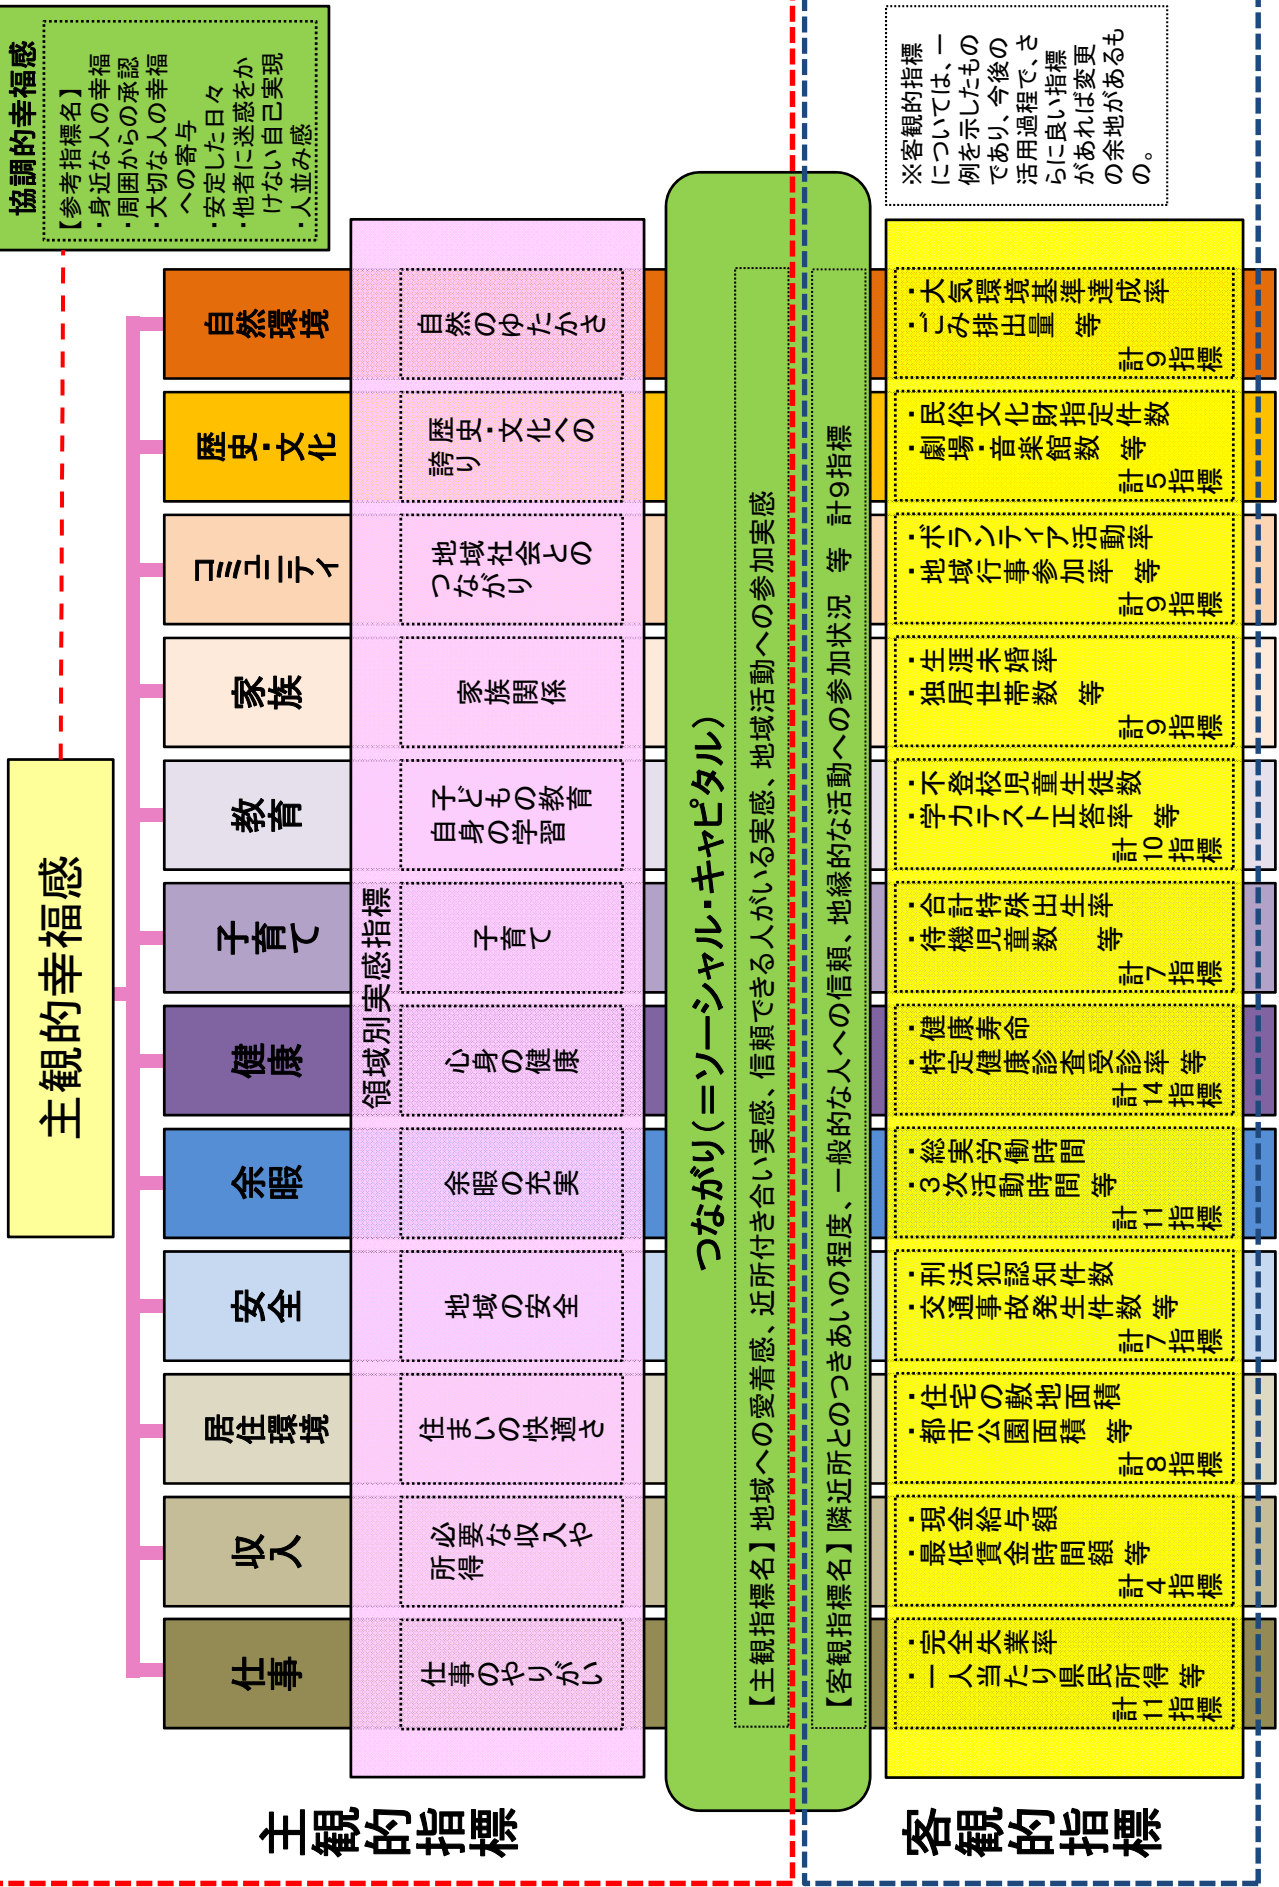 主観的幸福感
協調的幸福感
【参考指標名】
・身近な人の幸福
・周囲からの承認
・大切な人の幸福
への寄与
・安定した日々
・他者に迷惑をか
けない自己実現
・人並み感
主観的指標
仕事
収入
居住環境
安全
余暇
健康
子育て
教育
家族
コミュニティ
歴史・文化
自然環境
領域別実感指標
仕事のやりがい
必要な収入や
所得
住まいの快適さ
地域の安全
余暇の充実
心身の健康
子育て
子どもの教育
自身の学習
家族関係
地域社会との
つながり
歴史・文化への
誇り
自然のゆたかさ
つながり(＝ソーシャル・キャピタル)
【主観指標名】地域への愛着感、近所付き合い実感、信頼できる人がいる実感、地域活動への参加実感
【客観指標名】隣近所とのつきあいの程度、一般的な人への信頼、地縁的な活動への参加状況 等 計9指標
客観的指標
・完全失業率
・一人当たり県民所得 等
計11指標
・現金給与額
・最低賃金時間額 等
計4指標
・住宅の敷地面積
・都市公園面積 等
計8指標
・刑法犯認知件数
・交通事故発生件数 等
計7指標
・総実労働時間
・3次活動時間 等
計11指標
・健康寿命
・特定健康診査受診率 等
計14指標
・合計特殊出生率
・待機児童数 等
計7指標
・不登校児童生徒数
・学力テスト正答率 等
計10指標
・生涯未婚率
・独居世帯数 等
計9指標
・ボランティア活動率
・地域行事参加率 等
計9指標
・民俗文化財指定件数
・劇場・音楽館数 等
計5指標
・大気環境基準達成率
・ごみ排出量 等
計9指標
※客観的指標
については、一
例を示したもの
であり、今後の
活用過程で、さ
らに良い指標
があれば変更
の余地があるも
の。